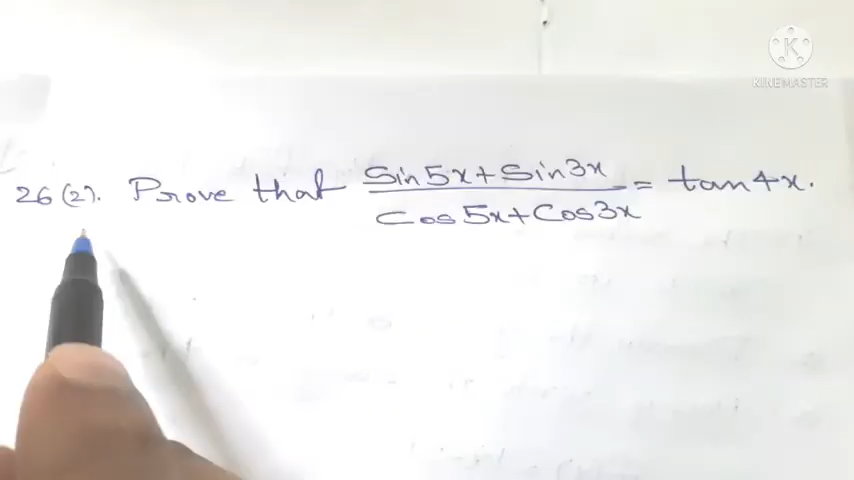 K
KINEMASTER
26 (2). Prove that Sin5x+Sin3x / Cos5x+Cos3x = tan4x.